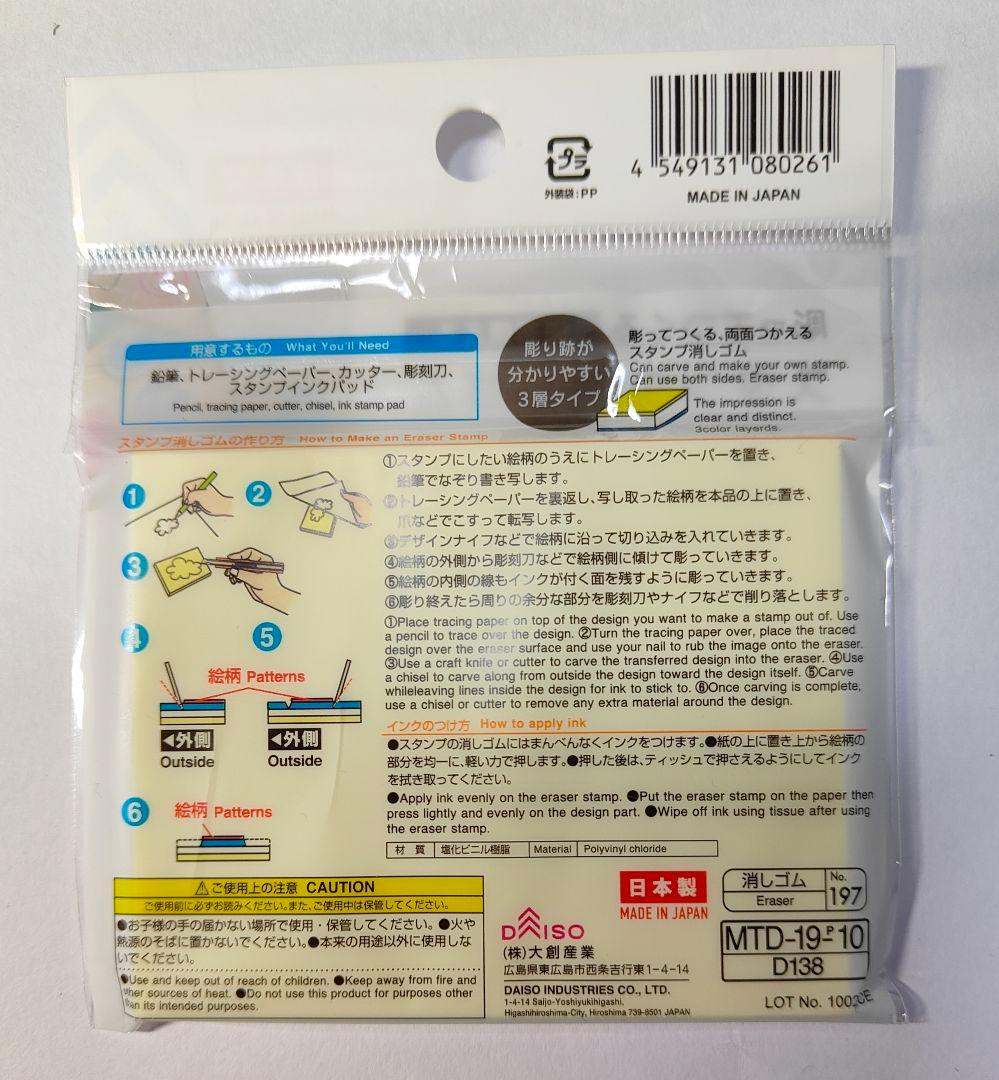 プラ
外装袋:PP
4 549131 080261
MADE IN JAPAN
用意するもの What You'll Need
鉛筆、トレーシングペーパー、カッター、彫刻刀、
スタンプインクパッド
Pencil, tracing paper, cutter, chisel, ink stamp pad
彫り跡が
分かりやすい
3層タイプ
彫ってつくる、両面つかえる
スタンプ消しゴム
Can carve and make your own stamp.
Can use both sides. Eraser stamp.
The impression is
clear and distinct.
3color layerds.
スタンプ消しゴムの作り方 How to Make an Eraser Stamp
1
2
3
4
5
絵柄 Patterns
◀外側
Outside
◀外側
Outside
6
絵柄 Patterns
①スタンプにしたい絵柄のうえにトレーシングペーパーを置き、
鉛筆でなぞり書き写します。
②トレーシングペーパーを裏返し、写し取った絵柄を本品の上に置き、
爪などでこすって転写します。
③デザインナイフなどで絵柄に沿って切り込みを入れていきます。
④絵柄の外側から彫刻刀などで絵柄側に傾けて彫っていきます。
⑤絵柄の内側の線もインクが付く面を残すように彫っていきます。
⑥彫り終えたら周りの余分な部分を彫刻刀やナイフなどで削り落とします。
①Place tracing paper on top of the design you want to make a stamp out of. Use
a pencil to trace over the design. ②Turn the tracing paper over, place the traced
design over the eraser surface and use your nail to rub the image onto the eraser.
③Use a craft knife or cutter to carve the transferred design into the eraser. ④Use
a chisel to carve along from outside the design toward the design itself. ⑤Carve
whileleaving lines inside the design for ink to stick to. ⑥Once carving is complete,
use a chisel or cutter to remove any extra material around the design.
インクのつけ方 How to apply ink
●スタンプの消しゴムにはまんべんなくインクをつけます。●紙の上に置き上から絵柄の
部分を均一に、軽い力で押します。●押した後は、ティッシュで押さえるようにしてインク
を拭き取ってください。
●Apply ink evenly on the eraser stamp. ●Put the eraser stamp on the paper then
press lightly and evenly on the design part. ●Wipe off ink using tissue after using
the eraser stamp.
材質 塩化ビニル樹脂 Material Polyvinyl chloride
⚠ご使用上の注意 CAUTION
ご使用前に必ずお読みください。また、ご使用中は保管してください。
●お子様の手の届かない場所で使用・保管してください。●火や
熱源のそばに置かないでください。●本来の用途以外に使用しな
いでください。
●Use and keep out of reach of children. ●Keep away from fire and
other sources of heat. ●Do not use this product for purposes other
than its intended purposes.
DAISO
(株)大創産業
広島県東広島市西条吉行東1-4-14
DAISO INDUSTRIES CO., LTD.
1-4-14 Saijo-Yoshiyukihigashi,
Higashihiroshima-City, Hiroshima 739-8501 JAPAN
日本製
MADE IN JAPAN
消しゴム
Eraser
No.
197
MTD-19-P-10
D138
LOT No.